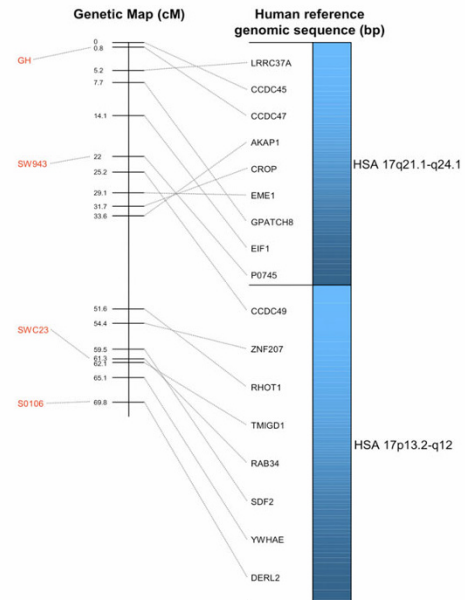 Genetic Map (cM)
Human reference
genomic sequence (bp)
0
0.8
5.2
7.7
14.1
22
25.2
29.1
31.7
33.6
51.6
54.4
59.5
61.3
62.1
65.1
69.8
GH
SW943
SWC23
S0106
LRRC37A
CCDC45
CCDC47
AKAP1
CROP
EME1
GPATCH8
EIF1
P0745
CCDC49
ZNF207
RHOT1
TMIGD1
RAB34
SDF2
YWHAE
DERL2
HSA 17q21.1-q24.1
HSA 17p13.2-q12